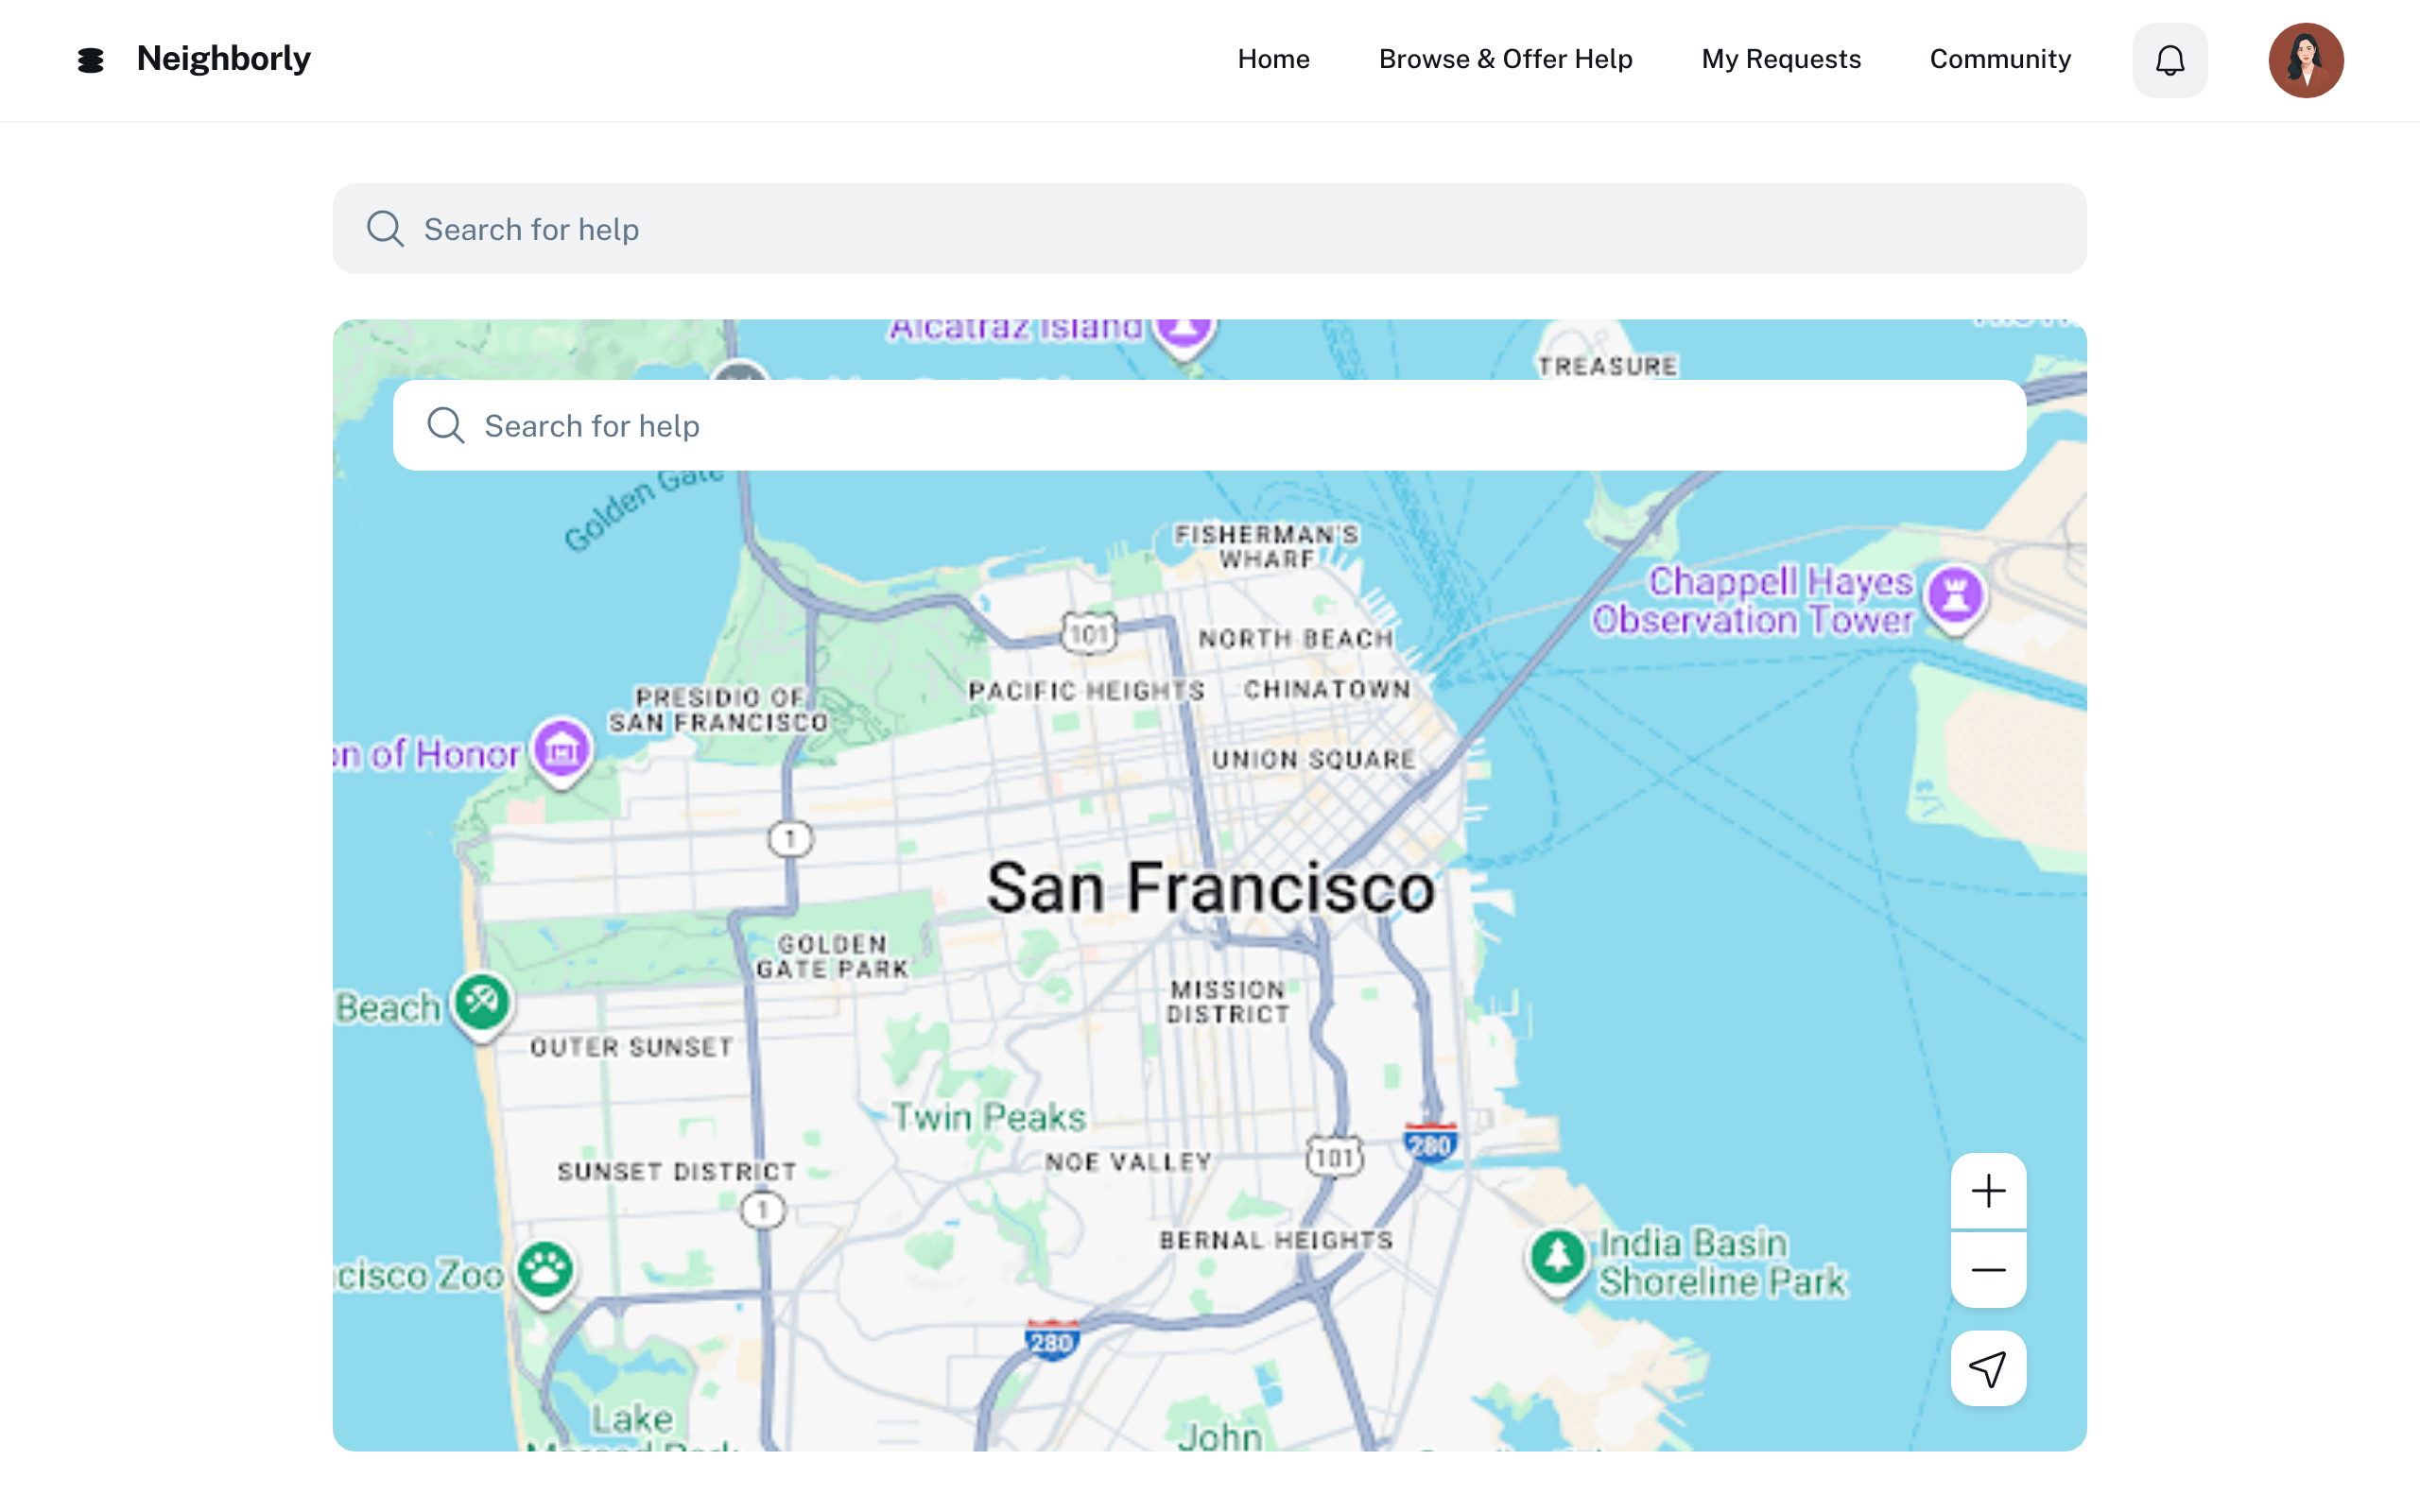 Neighborly
Home
Browse & Offer Help
My Requests
Community
Search for help
Alcatraz Island
TREASURE
Search for help
Golden Gate
FISHERMAN'S
WHARF
Chappell Hayes
Observation Tower
101
NORTH BEACH
PACIFIC HEIGHTS
CHINATOWN
PRESIDIO OF
SAN FRANCISCO
on of Honor
UNION SQUARE
1
San Francisco
GOLDEN
GATE PARK
MISSION
DISTRICT
Beach
OUTER SUNSET
Twin Peaks
280
101
NOE VALLEY
SUNSET DISTRICT
1
BERNAL HEIGHTS
India Basin
Shoreline Park
cisco Zoo
280
Lake
John